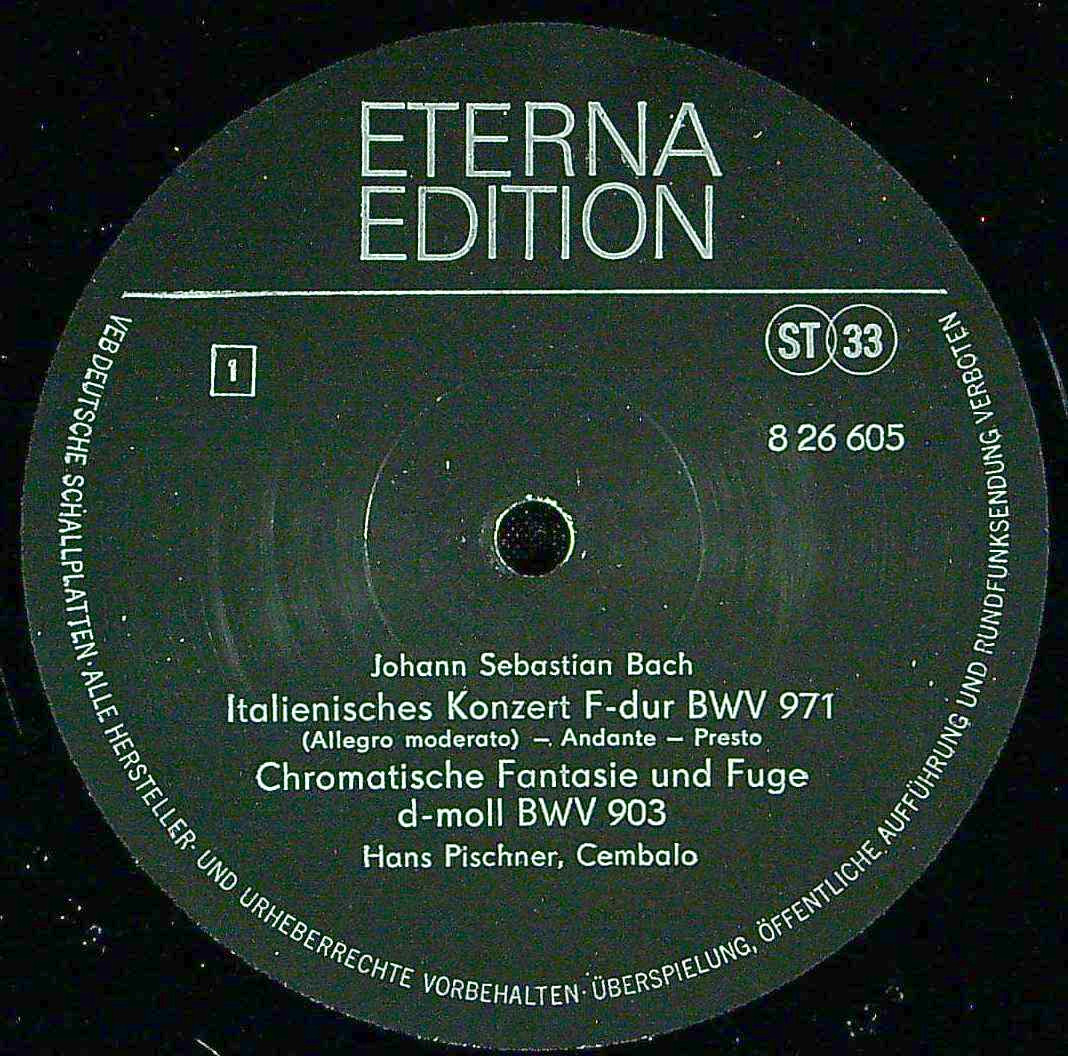 ETERNA
EDITION
1
ST 33
8 26 605
Johann Sebastian Bach
Italienisches Konzert F-dur BWV 971
(Allegro moderato) – Andante – Presto
Chromatische Fantasie und Fuge
d-moll BWV 903
Hans Pischner, Cembalo
VEB DEUTSCHE SCHALLPLATTEN · ALLE HERSTELLER- UND URHEBERRECHTE VORBEHALTEN · ÜBERSPIELUNG, ÖFFENTLICHE AUFFÜHRUNG UND RUNDFUNKSENDUNG VERBOTEN